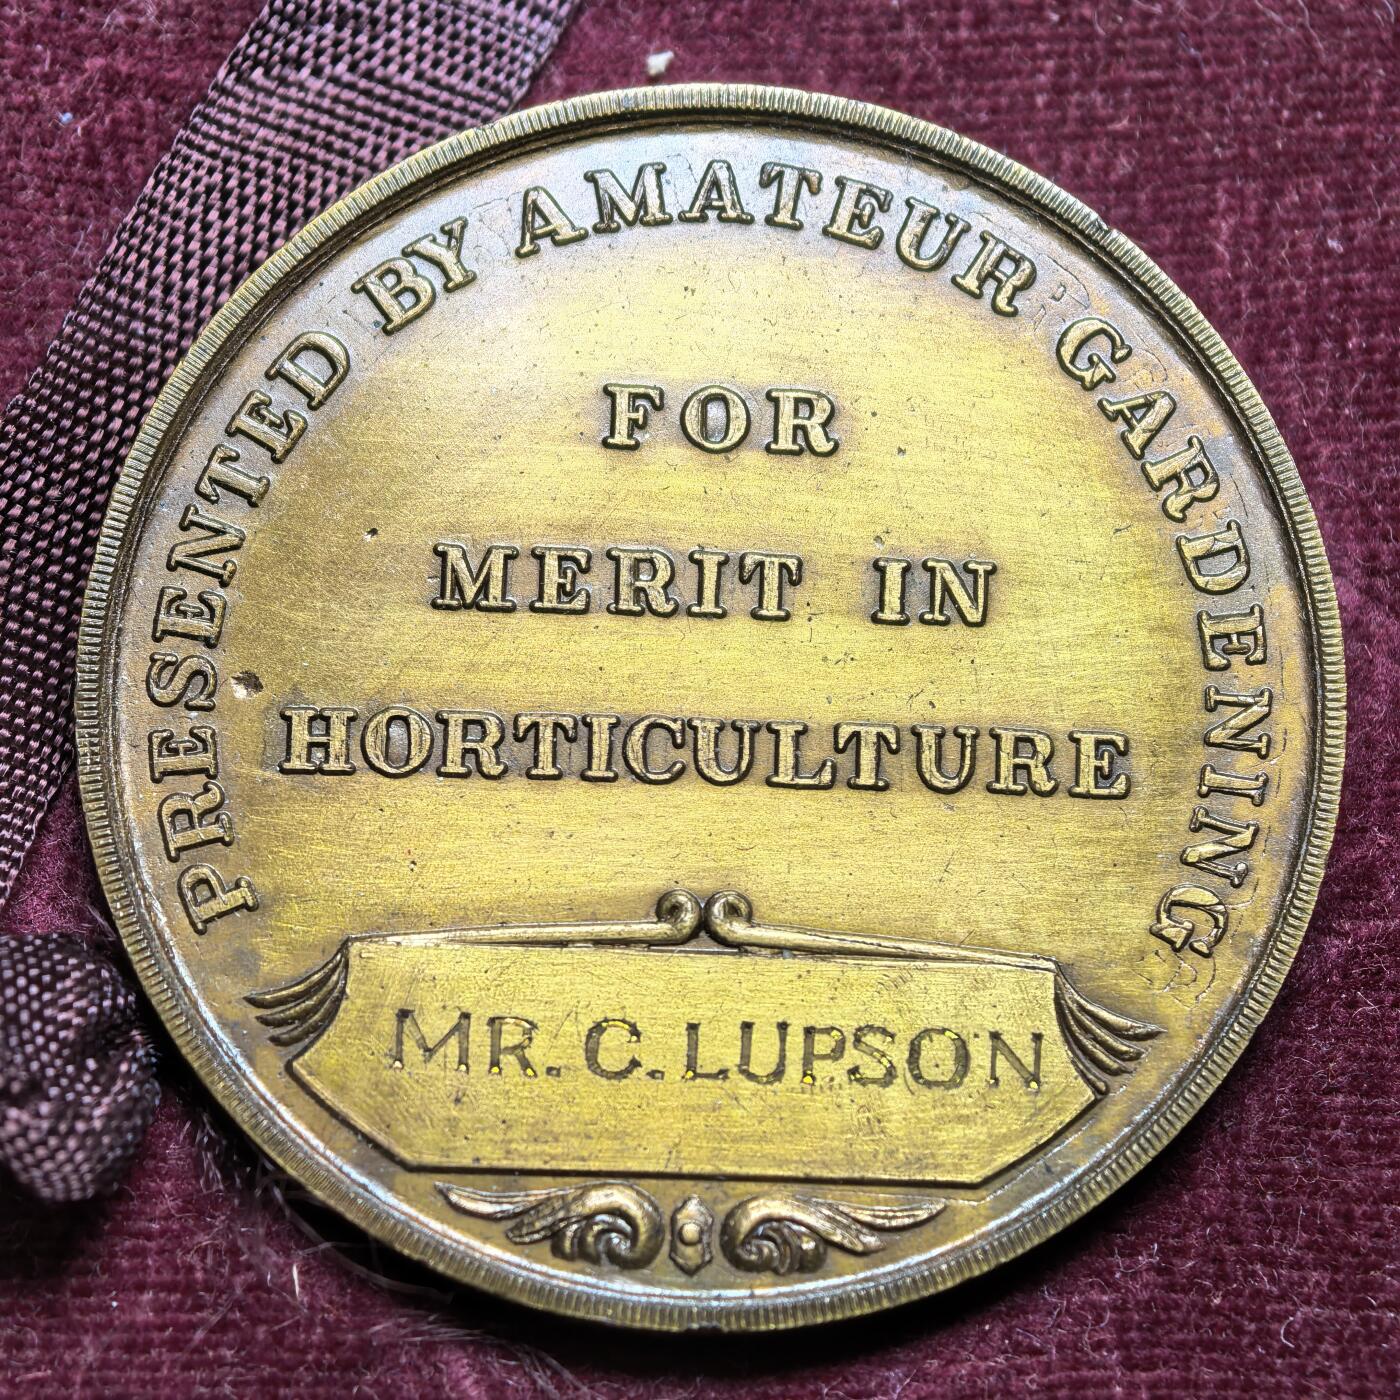 PRESENTED BY AMATEUR GARDENING
FOR
MERIT IN
HORTICULTURE
MR. C. LUPSON